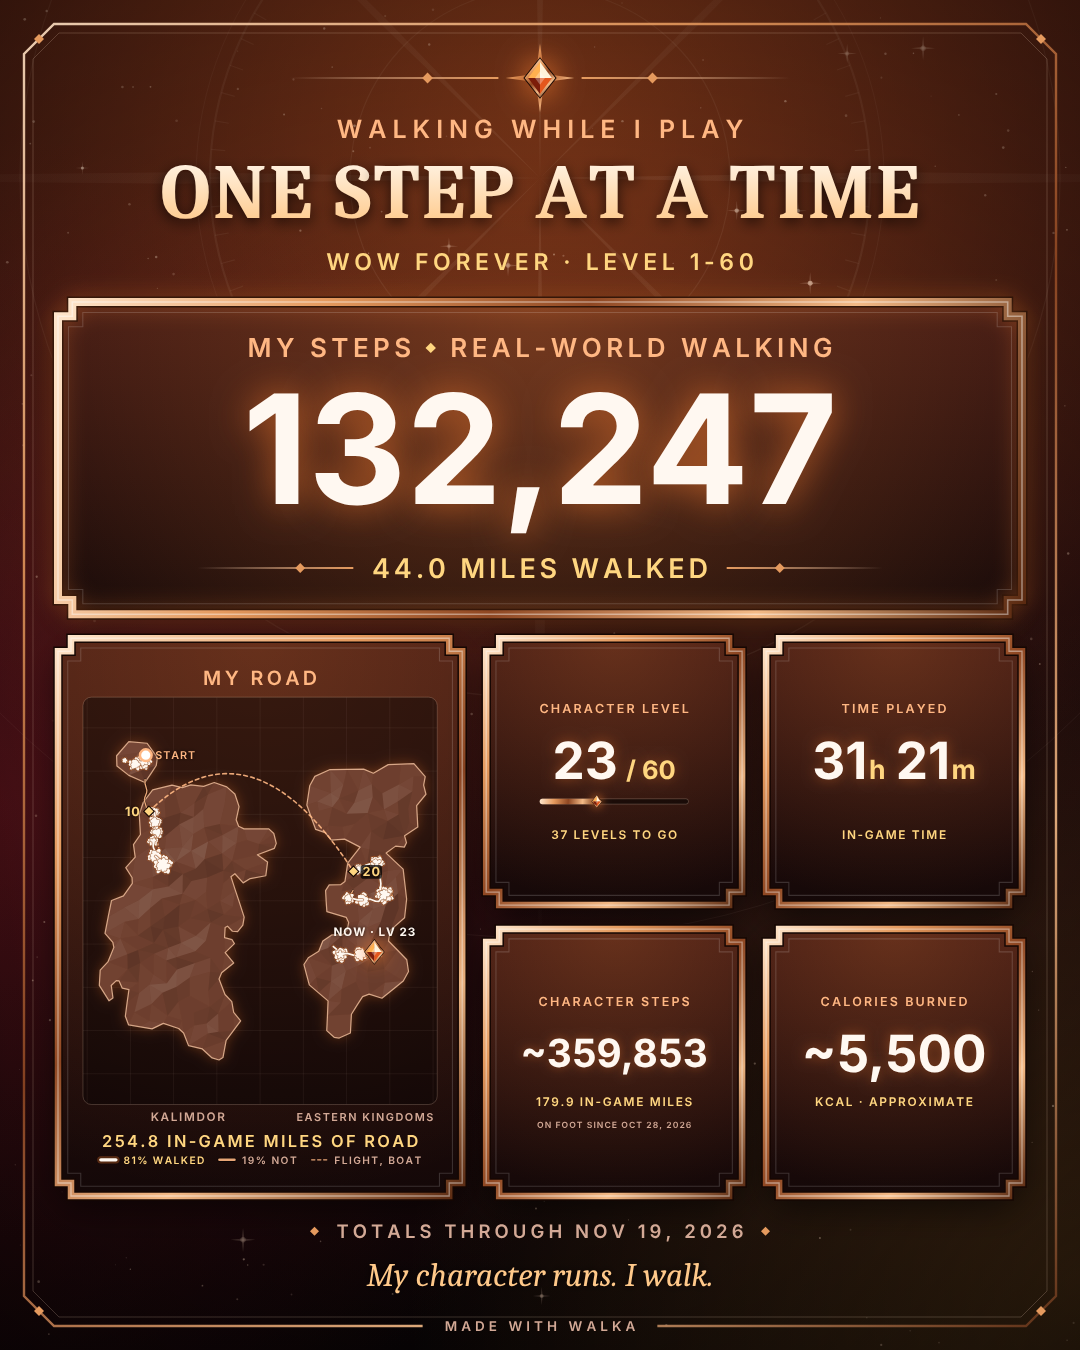 WALKING WHILE I PLAY
ONE STEP AT A TIME
WOW FOREVER · LEVEL 1-60
MY STEPS ◆ REAL-WORLD WALKING
132,247
44.0 MILES WALKED
MY ROAD
START
10
20
NOW · LV 23
KALIMDOR
EASTERN KINGDOMS
254.8 IN-GAME MILES OF ROAD
81% WALKED
19% NOT
FLIGHT, BOAT
CHARACTER LEVEL
23 / 60
37 LEVELS TO GO
TIME PLAYED
31h 21m
IN-GAME TIME
CHARACTER STEPS
~359,853
179.9 IN-GAME MILES
ON FOOT SINCE OCT 28, 2026
CALORIES BURNED
~5,500
KCAL · APPROXIMATE
◆ TOTALS THROUGH NOV 19, 2026 ◆
My character runs. I walk.
MADE WITH WALKA